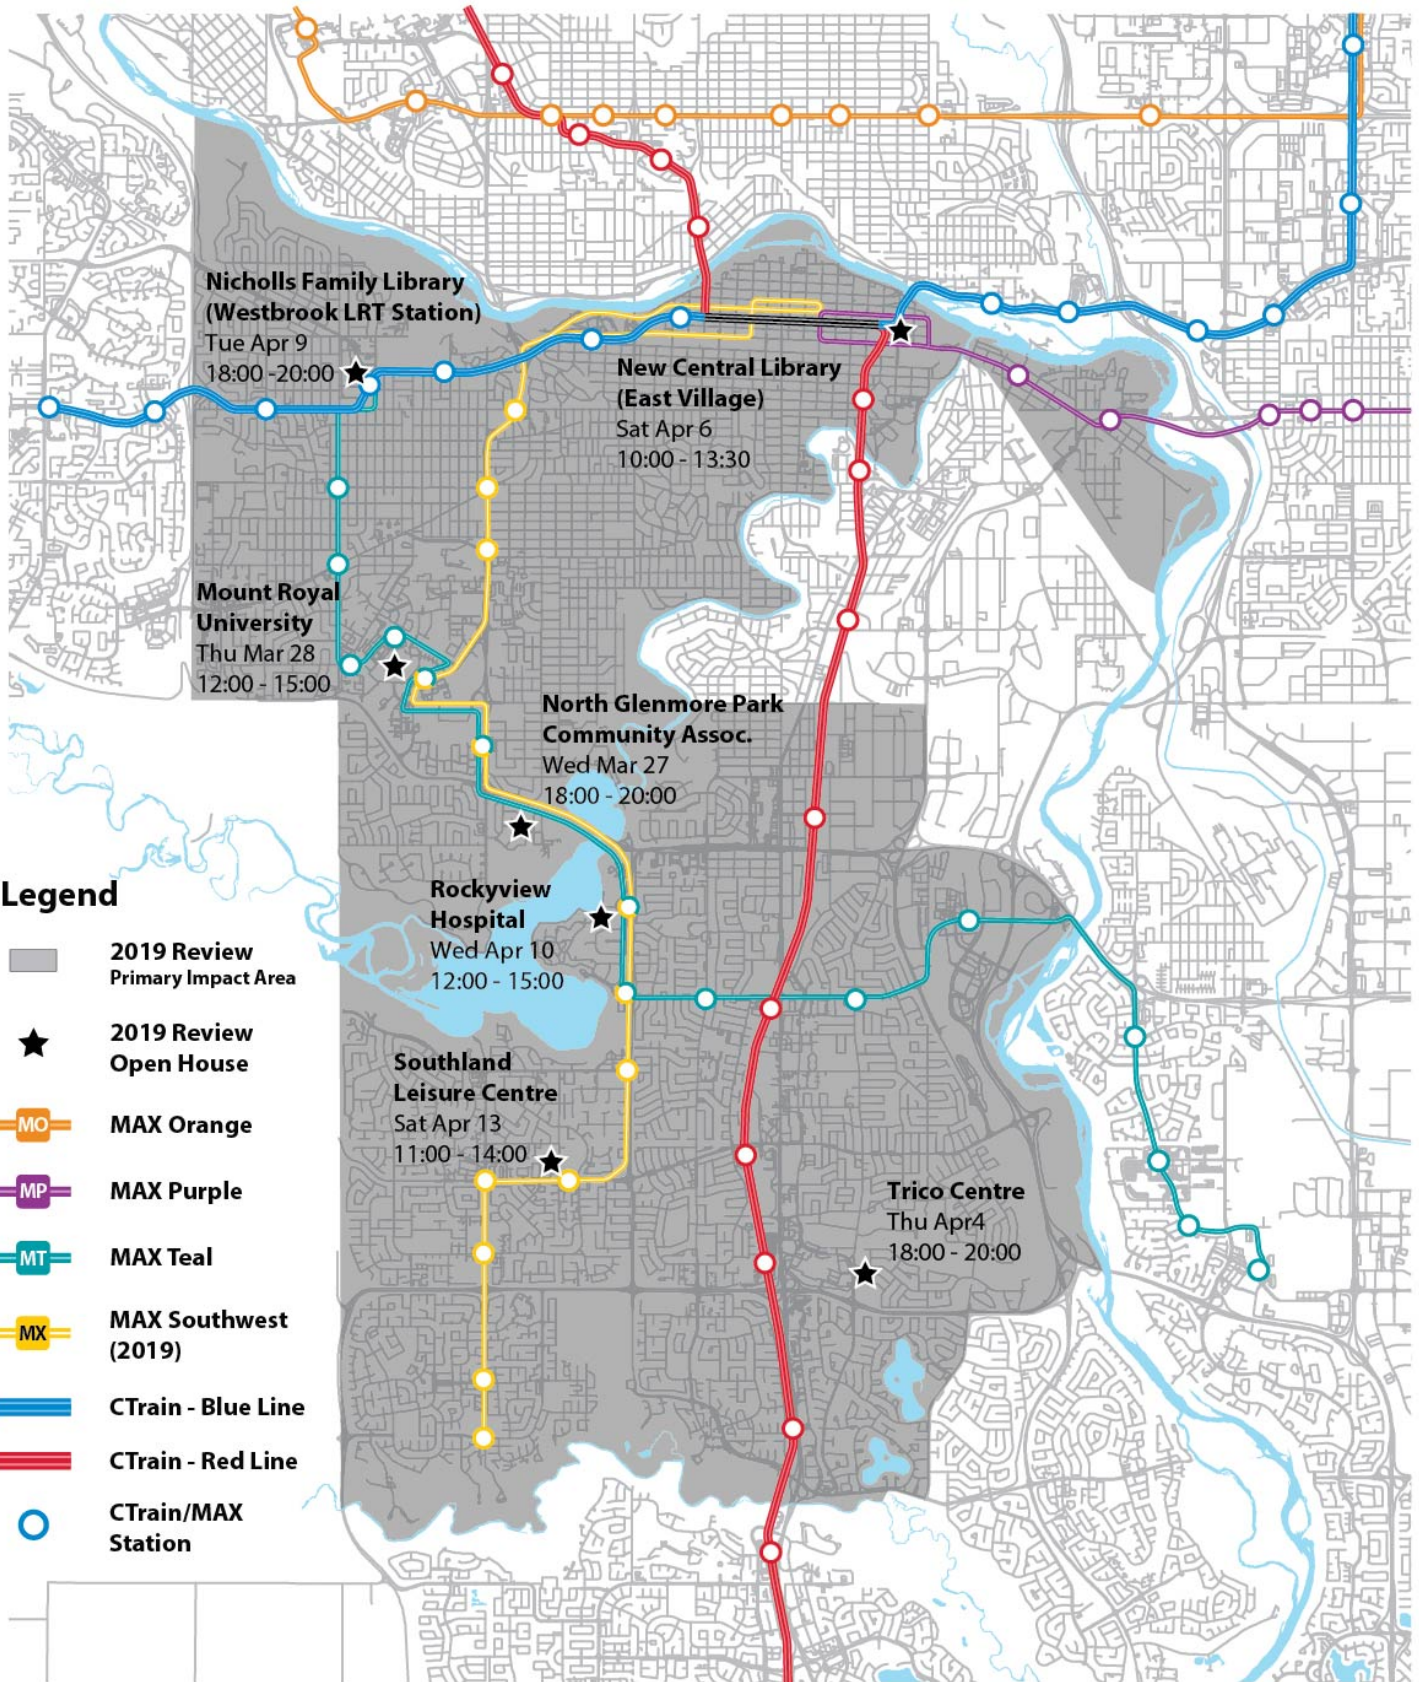 Nicholls Family Library
(Westbrook LRT Station)
Tue Apr 9
18:00 -20:00
New Central Library
(East Village)
Sat Apr 6
10:00 - 13:30
Mount Royal
University
Thu Mar 28
12:00 - 15:00
North Glenmore Park
Community Assoc.
Wed Mar 27
18:00 - 20:00
Rockyview
Hospital
Wed Apr 10
12:00 - 15:00
Southland
Leisure Centre
Sat Apr 13
11:00 - 14:00
Trico Centre
Thu Apr4
18:00 - 20:00
Legend
2019 Review
Primary Impact Area
2019 Review
Open House
MO MAX Orange
MP MAX Purple
MT MAX Teal
MX MAX Southwest
(2019)
CTrain - Blue Line
CTrain - Red Line
CTrain/MAX
Station